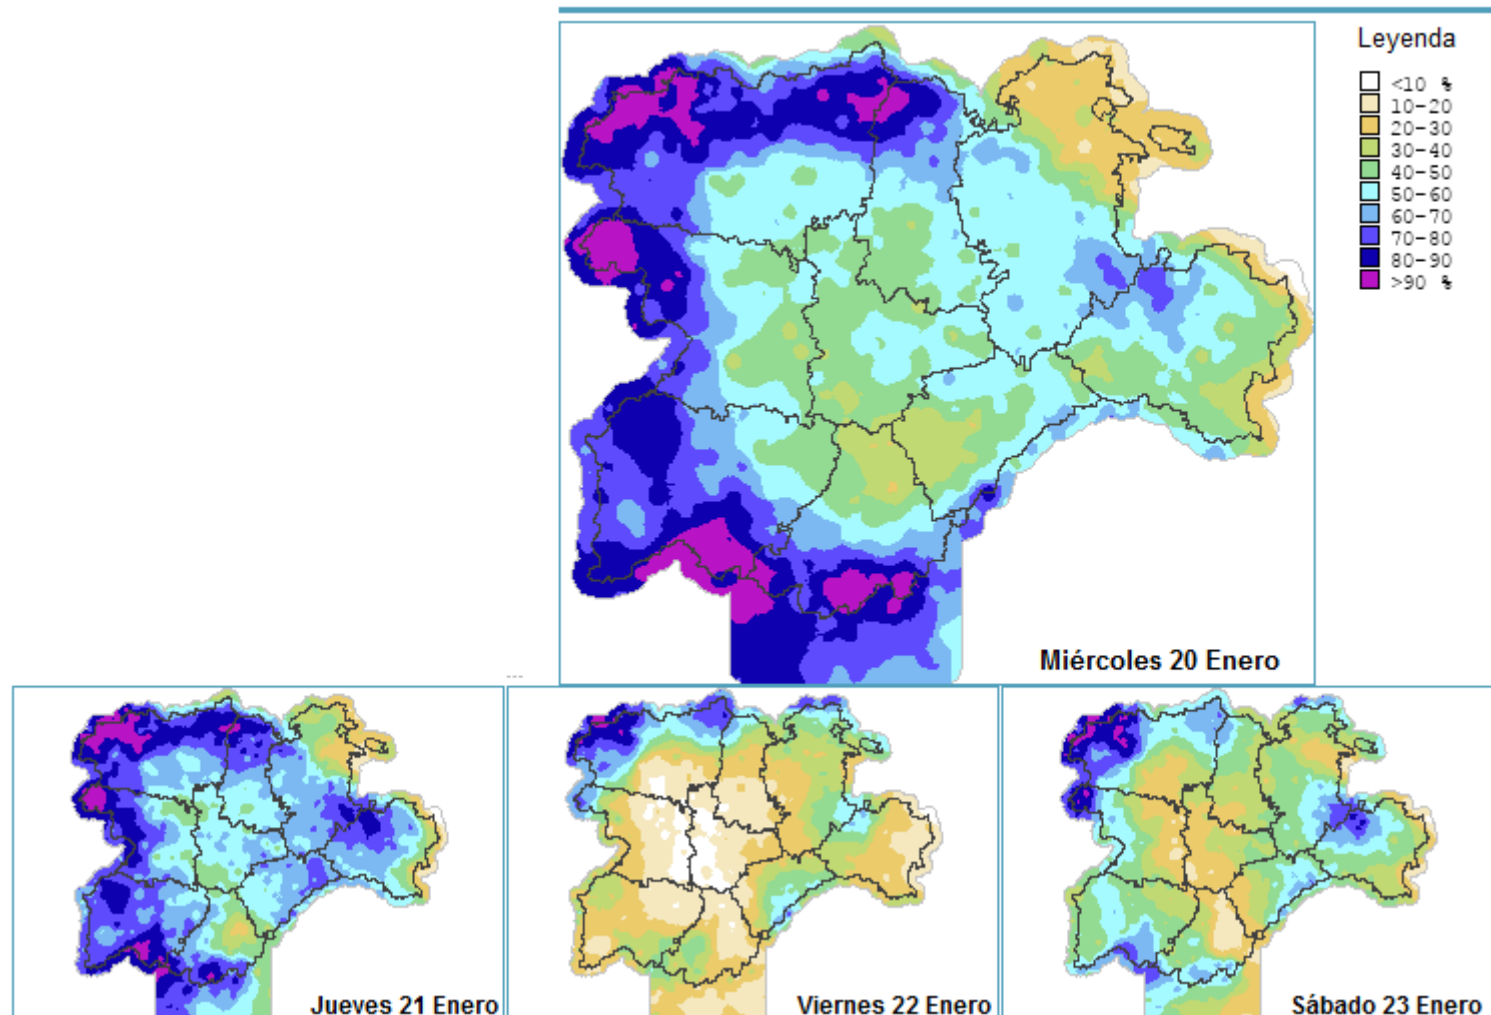 Leyenda
<10 %
10-20
20-30
30-40
40-50
50-60
60-70
70-80
80-90
>90 %
Miércoles 20 Enero
Jueves 21 Enero
Viernes 22 Enero
Sábado 23 Enero